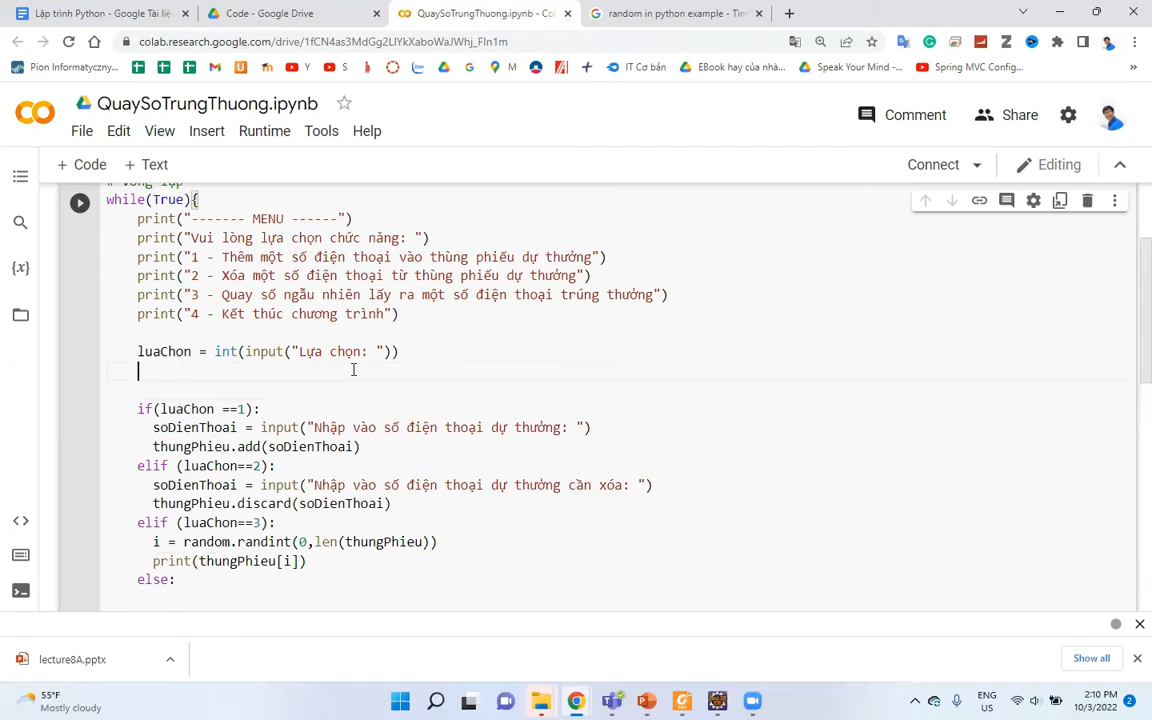 Lập trình Python - Google Tài liệ
Code - Google Drive
QuaySoTrungThuong.ipynb - Col
random in python example - Tìm
colab.research.google.com/drive/1fCN4as3MdGg2LIYkXaboWaJWhj_FIn1m
Pion Informatyczny...
Y
S
M
IT Cơ bản
EBook hay của nhà...
Speak Your Mind -...
Spring MVC Config...
QuaySoTrungThuong.ipynb
Comment
Share
File Edit View Insert Runtime Tools Help
+ Code + Text
Connect
Editing
# Vòng lặp
while(True){
print("------- MENU ------")
print("Vui lòng lựa chọn chức năng: ")
print("1 - Thêm một số điện thoại vào thùng phiếu dự thưởng")
print("2 - Xóa một số điện thoại từ thùng phiếu dự thưởng")
print("3 - Quay số ngẫu nhiên lấy ra một số điện thoại trúng thưởng")
print("4 - Kết thúc chương trình")
luaChon = int(input("Lựa chọn: "))
if(luaChon ==1):
soDienThoai = input("Nhập vào số điện thoại dự thưởng: ")
thungPhieu.add(soDienThoai)
elif (luaChon==2):
soDienThoai = input("Nhập vào số điện thoại dự thưởng cần xóa: ")
thungPhieu.discard(soDienThoai)
elif (luaChon==3):
i = random.randint(0,len(thungPhieu))
print(thungPhieu[i])
else:
lecture8A.pptx
Show all
55°F
Mostly cloudy
ENG
US
2:10 PM
10/3/2022
2